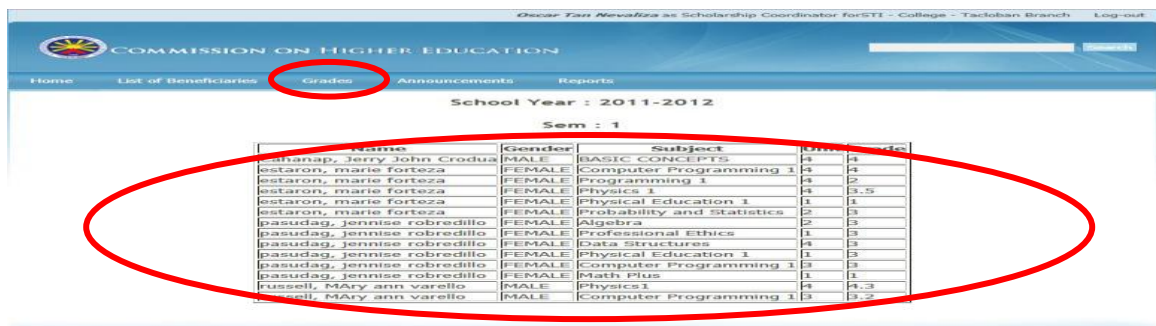 Oscar Tan Nevaliza as Scholarship Coordinator forSTI - College - Tacloban Branch Log-out
COMMISSION ON HIGHER EDUCATION
Search
Home List of Beneficiaries Grades Announcements Reports
School Year : 2011-2012
Sem : 1
Name Gender Subject Unit Grade
Jerry John Crodua MALE BASIC CONCEPTS 4 4
estaron, marie forteza FEMALE Computer Programming 1 4 4
estaron, marie forteza FEMALE Programming 1 4 2
estaron, marie forteza FEMALE Physics 1 4 3.5
estaron, marie forteza FEMALE Physical Education 1 1 1
estaron, marie forteza FEMALE Probability and Statistics 2 3
pasudag, jennise robredillo FEMALE Algebra 2 3
pasudag, jennise robredillo FEMALE Professional Ethics 1 3
pasudag, jennise robredillo FEMALE Data Structures 4 3
pasudag, jennise robredillo FEMALE Physical Education 1 1 3
pasudag, jennise robredillo FEMALE Computer Programming 1 3 3
pasudag, jennise robredillo FEMALE Math Plus 1 1
russell, MAry ann varello MALE Physics1 4 4.3
russell, MAry ann varello MALE Computer Programming 1 3 3.2